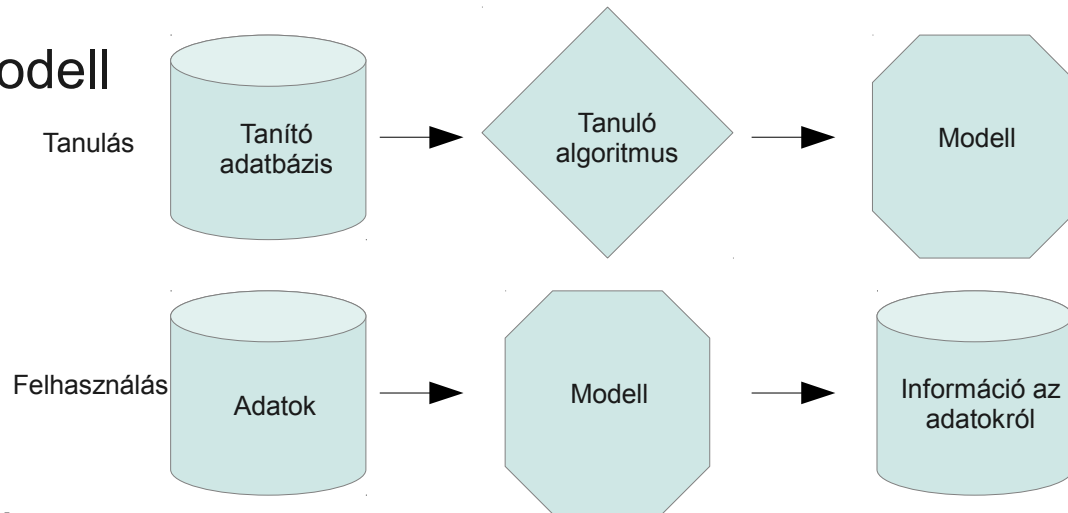 odell
Tanulás
Tanító
adatbázis
Tanuló
algoritmus
Modell
Felhasználás
Adatok
Modell
Információ az
adatokról